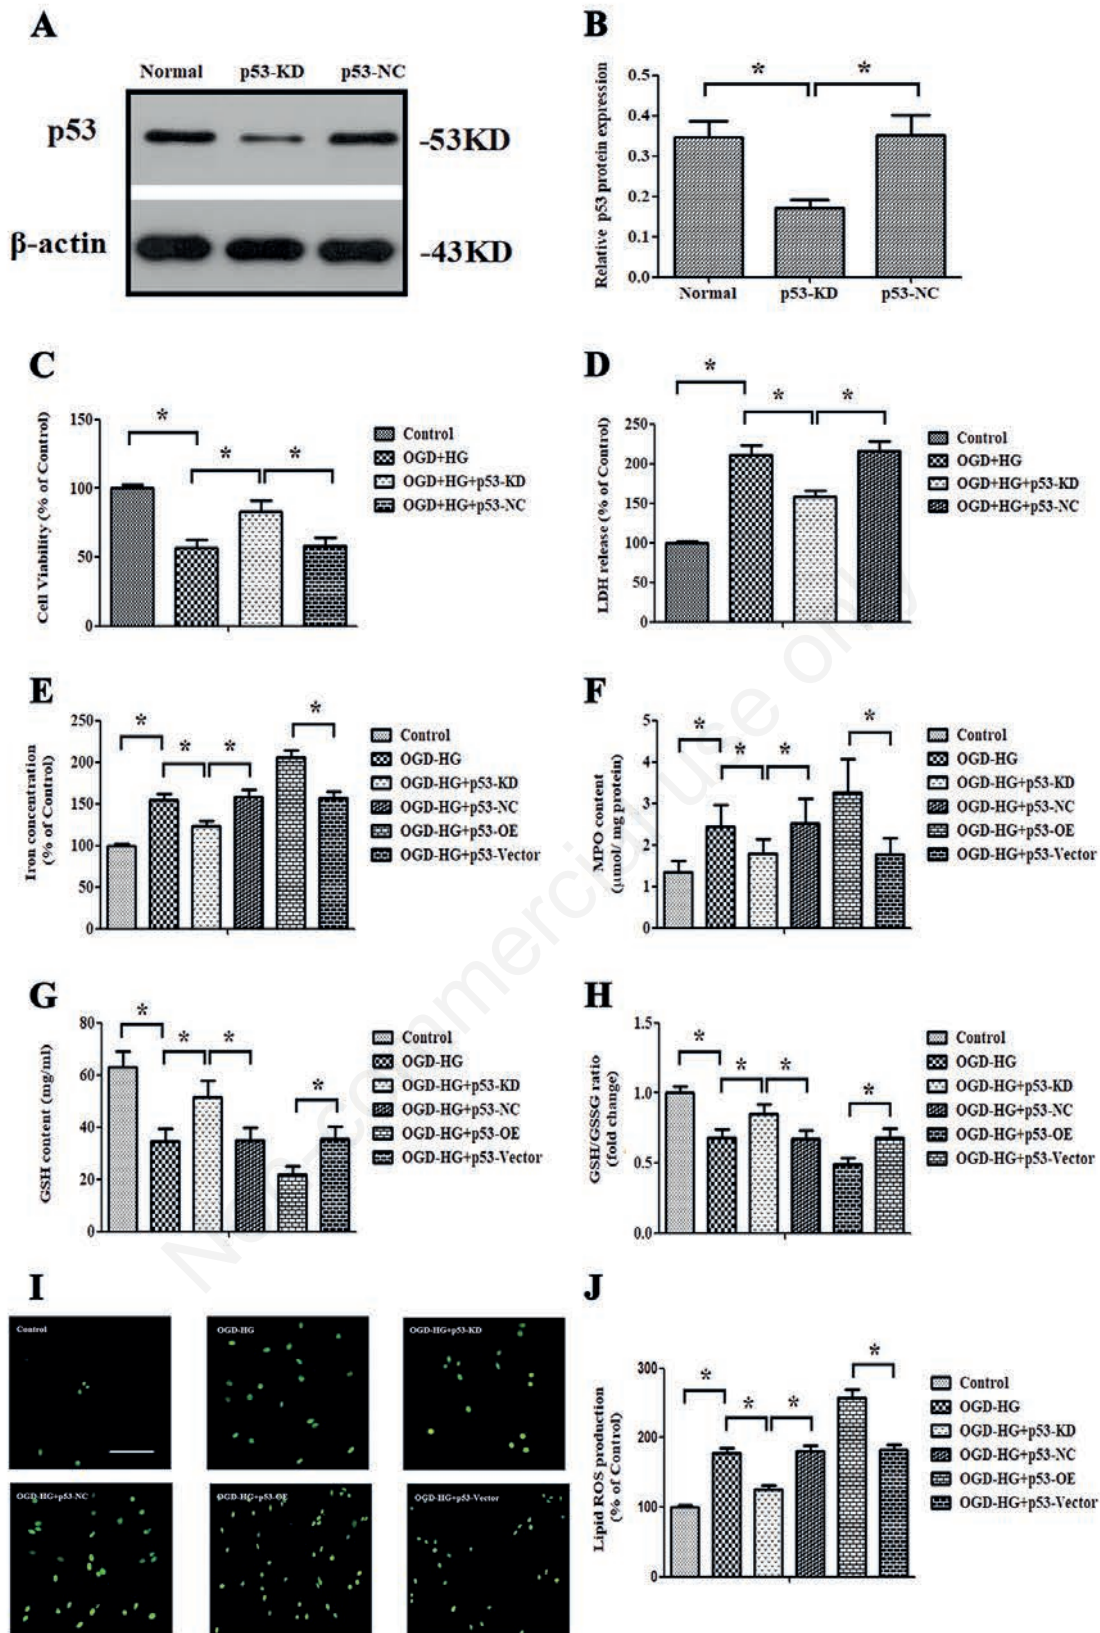 A
Normal p53-KD p53-NC
p53 -53KD
β-actin -43KD
B
Relative p53 protein expression
0.5
0.4
0.3
0.2
0.1
0.0
* *
Normal p53-KD p53-NC
C
Cell Viability (% of Control)
150
100
50
0
* * *
Control
OGD+HG
OGD+HG+p53-KD
OGD+HG+p53-NC
D
LDH release (% of Control)
250
200
150
100
50
0
* * *
Control
OGD+HG
OGD+HG+p53-KD
OGD+HG+p53-NC
E
Iron concentration
(% of Control)
250
200
150
100
50
0
* * * *
Control
OGD-HG
OGD-HG+p53-KD
OGD-HG+p53-NC
OGD-HG+p53-OE
OGD-HG+p53-Vector
F
MPO content
(μmol/ mg protein)
5
4
3
2
1
0
* * * *
Control
OGD-HG
OGD-HG+p53-KD
OGD-HG+p53-NC
OGD-HG+p53-OE
OGD-HG+p53-Vector
G
GSH content (mg/ml)
80
60
40
20
0
* * * *
Control
OGD-HG
OGD-HG+p53-KD
OGD-HG+p53-NC
OGD-HG+p53-OE
OGD-HG+p53-Vector
H
GSH/GSSG ratio
(fold change)
1.5
1.0
0.5
0.0
* * * *
Control
OGD-HG
OGD-HG+p53-KD
OGD-HG+p53-NC
OGD-HG+p53-OE
OGD-HG+p53-Vector
I
Control OGD-HG OGD-HG+p53-KD
OGD-HG+p53-NC OGD-HG+p53-OE OGD-HG+p53-Vector
J
Lipid ROS production
(% of Control)
300
200
100
0
* * * *
Control
OGD-HG
OGD-HG+p53-KD
OGD-HG+p53-NC
OGD-HG+p53-OE
OGD-HG+p53-Vector
Non-commercial use only